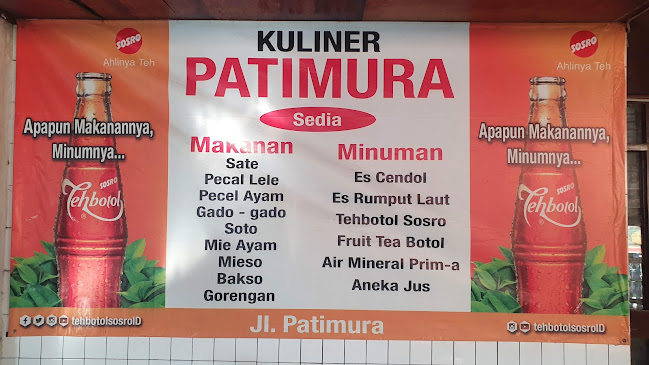 SOSRO
Ahlinya Teh
Apapun Makanannya,
Minumnya...
SOSRO
Tehbotol
tehbotolsosroID
KULINER
PATIMURA
Sedia
Makanan
Sate
Pecal Lele
Pecel Ayam
Gado - gado
Soto
Mie Ayam
Mieso
Bakso
Gorengan
Minuman
Es Cendol
Es Rumput Laut
Tehbotol Sosro
Fruit Tea Botol
Air Mineral Prim-a
Aneka Jus
Jl. Patimura
SOSRO
Ahlinya Teh
Apapun Makanannya,
Minumnya...
SOSRO
Tehbotol
tehbotolsosroID